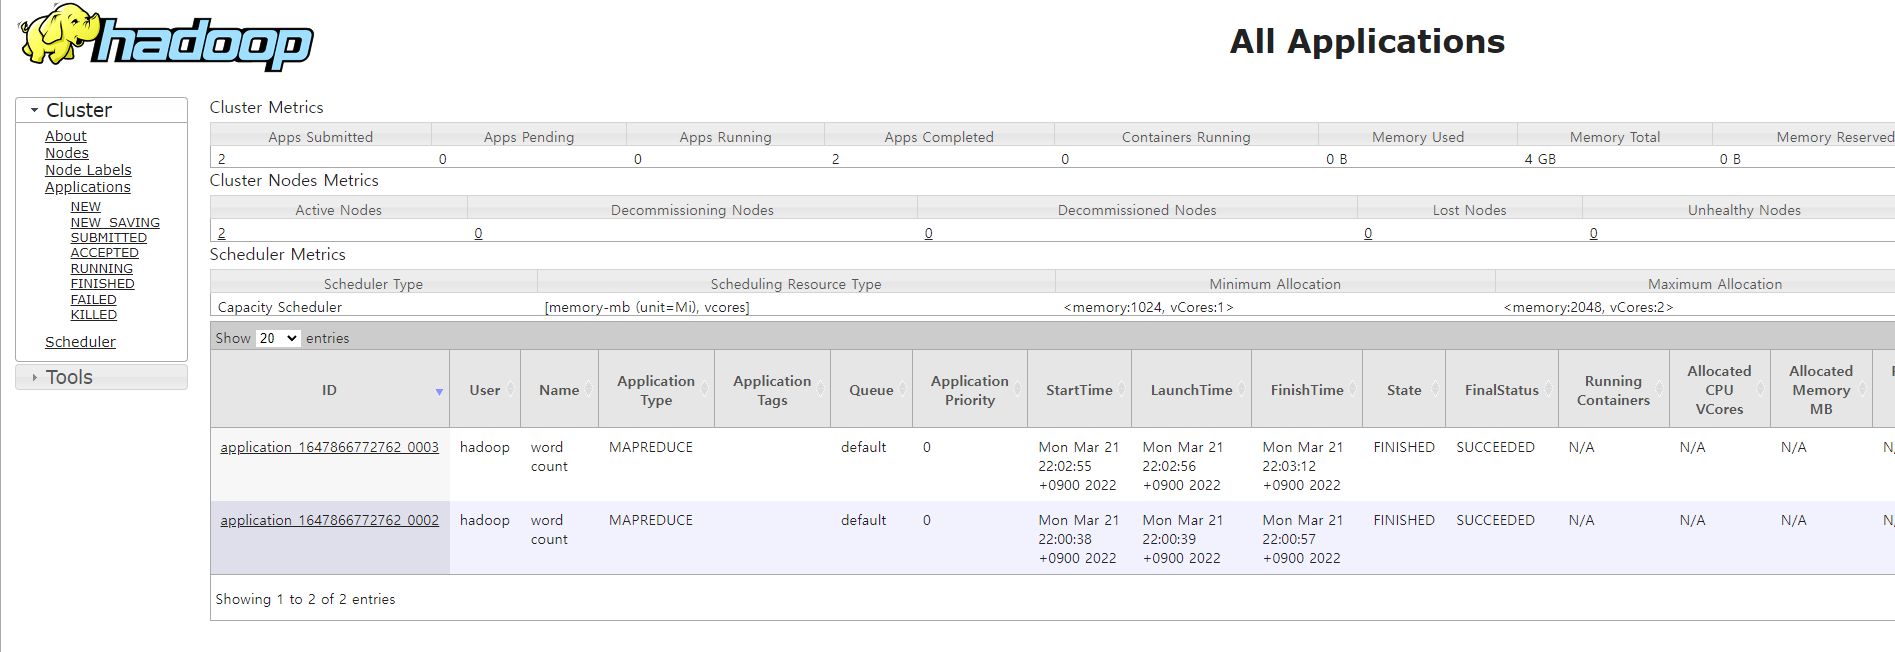 hadoop
All Applications
Cluster
About
Nodes
Node Labels
Applications
NEW
NEW_SAVING
SUBMITTED
ACCEPTED
RUNNING
FINISHED
FAILED
KILLED
Scheduler
Tools
Cluster Metrics
Apps Submitted Apps Pending Apps Running Apps Completed Containers Running Memory Used Memory Total Memory Reserved
2 0 0 2 0 0 B 4 GB 0 B
Cluster Nodes Metrics
Active Nodes Decommissioning Nodes Decommissioned Nodes Lost Nodes Unhealthy Nodes
2 0 0 0 0
Scheduler Metrics
Scheduler Type Scheduling Resource Type Minimum Allocation Maximum Allocation
Capacity Scheduler [memory-mb (unit=Mi), vcores] <memory:1024, vCores:1> <memory:2048, vCores:2>
Show 20 entries
ID User Name Application Type Application Tags Queue Application Priority StartTime LaunchTime FinishTime State FinalStatus Running Containers Allocated CPU VCores Allocated Memory MB
application_1647866772762_0003 hadoop word count MAPREDUCE default 0 Mon Mar 21 22:02:55 +0900 2022 Mon Mar 21 22:02:56 +0900 2022 Mon Mar 21 22:03:12 +0900 2022 FINISHED SUCCEEDED N/A N/A N/A
application_1647866772762_0002 hadoop word count MAPREDUCE default 0 Mon Mar 21 22:00:38 +0900 2022 Mon Mar 21 22:00:39 +0900 2022 Mon Mar 21 22:00:57 +0900 2022 FINISHED SUCCEEDED N/A N/A N/A
Showing 1 to 2 of 2 entries